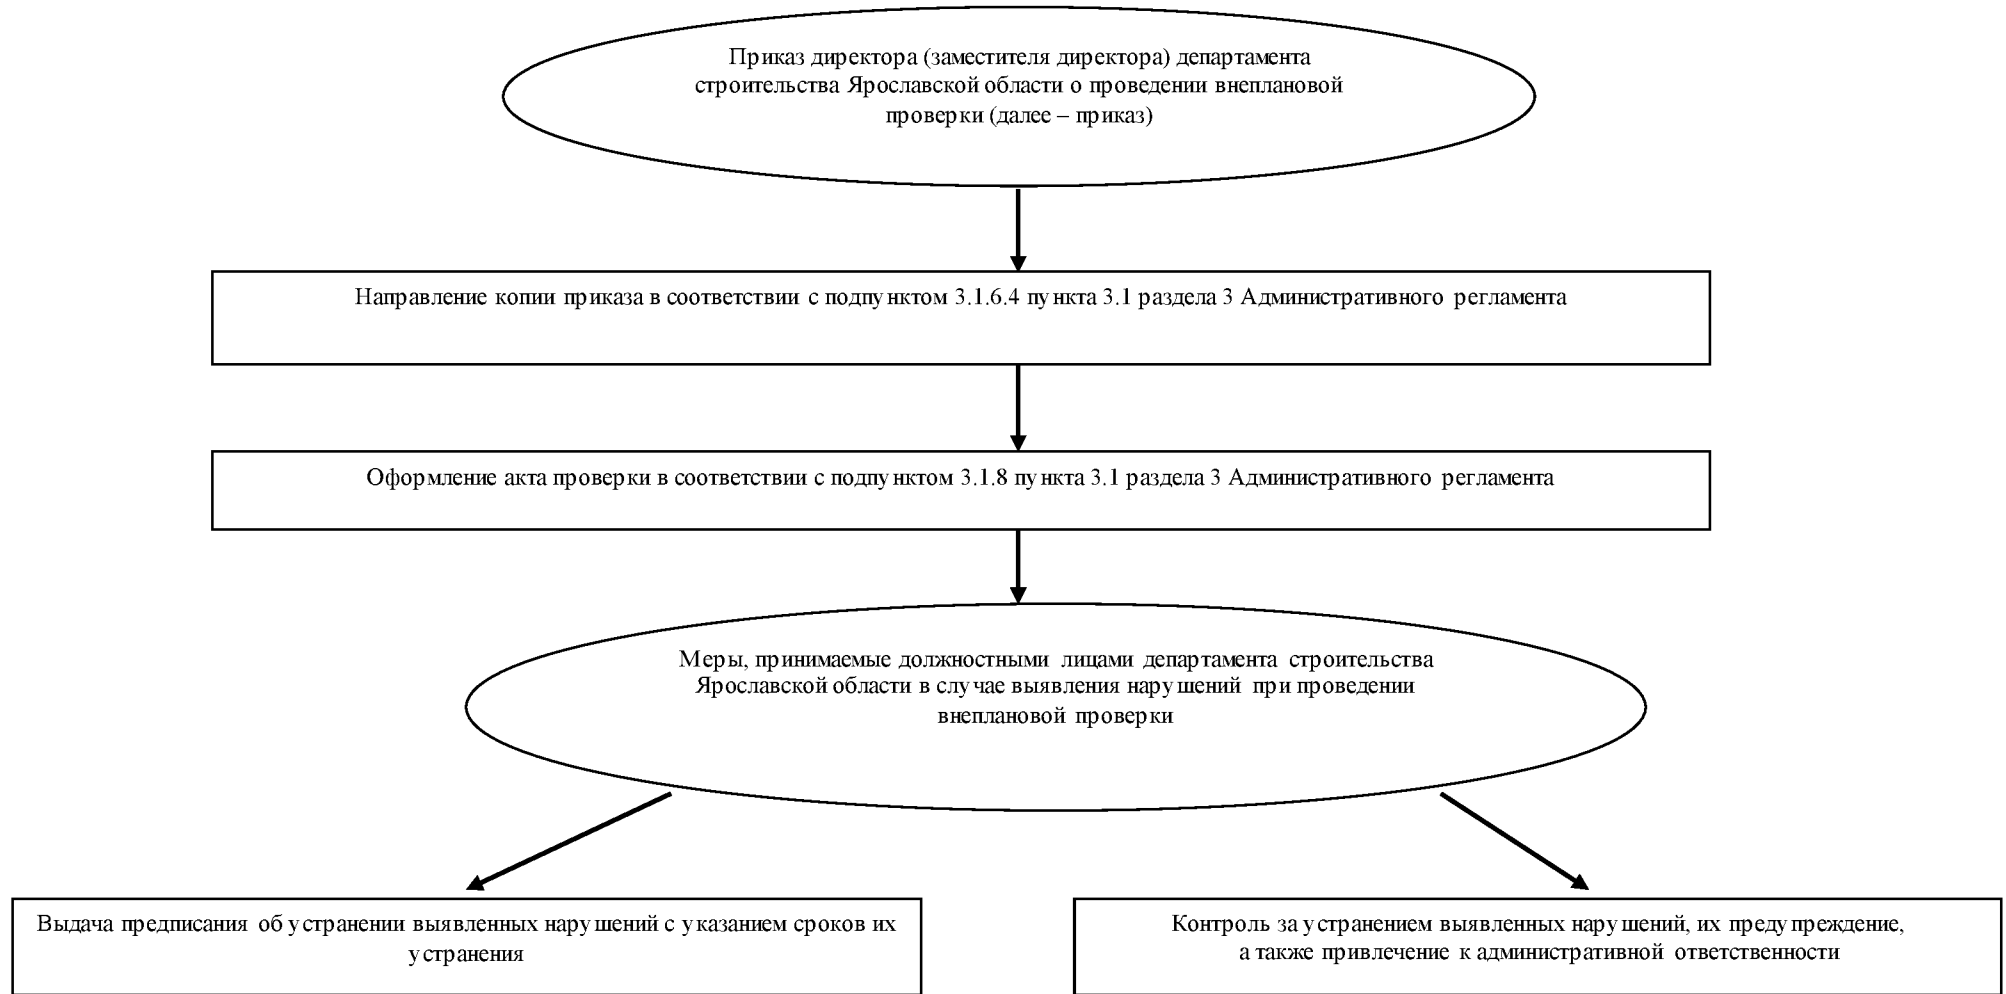 Приказ директора (заместителя директора) департамента
строительства Ярославской области о проведении внеплановой
проверки (далее – приказ)
Направление копии приказа в соответствии с подпунктом 3.1.6.4 пункта 3.1 раздела 3 Административного регламента
Оформление акта проверки в соответствии с подпунктом 3.1.8 пункта 3.1 раздела 3 Административного регламента
Меры, принимаемые должностными лицами департамента строительства
Ярославской области в случае выявления нарушений при проведении
внеплановой проверки
Выдача предписания об устранении выявленных нарушений с указанием сроков их
устранения
Контроль за устранением выявленных нарушений, их предупреждение,
а также привлечение к административной ответственности